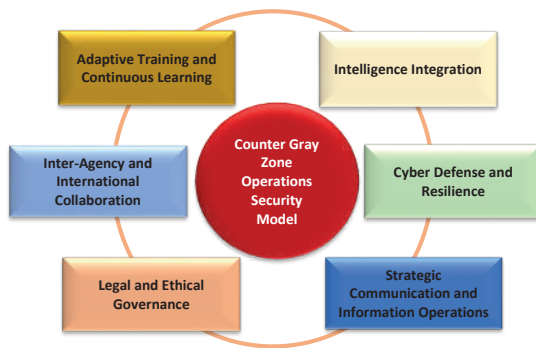 Adaptive Training and
Continuous Learning
Intelligence Integration
Counter Gray
Zone
Operations
Security
Model
Inter-Agency and
International
Collaboration
Cyber Defense and
Resilience
Legal and Ethical
Governance
Strategic
Communication and
Information Operations